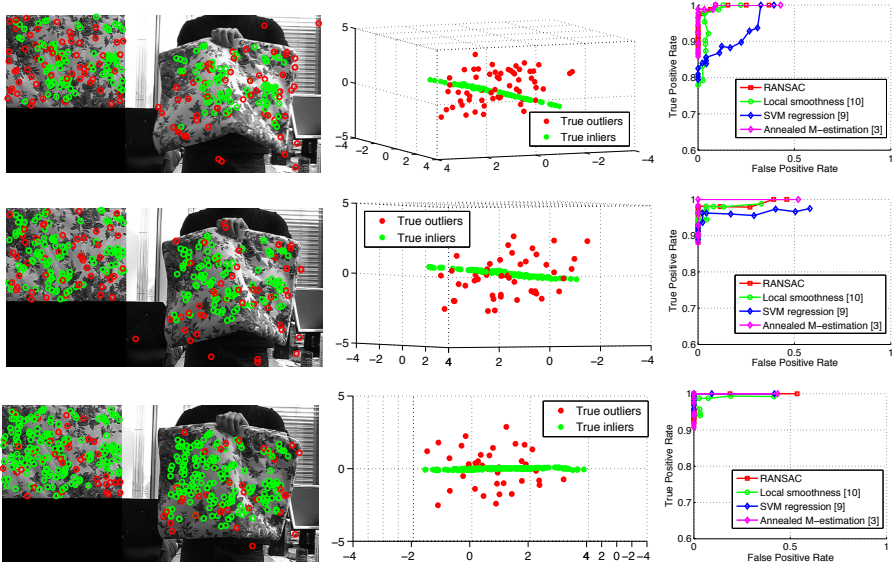 5
0
−5
−4
−2
0
2
4
4
2
0
−2
−4
True outliers
True inliers
True Positive Rate
1
0.9
0.8
0.7
0.6
0
0.5
1
False Positive Rate
RANSAC
Local smoothness [10]
SVM regression [9]
Annealed M−estimation [3]
5
0
−5
−4
−2
0
2
4
2
0
−2
−4
True outliers
True inliers
True Positive Rate
1
0.9
0.8
0.7
0.6
0
0.5
1
False Positive Rate
RANSAC
Local smoothness [10]
SVM regression [9]
Annealed M−estimation [3]
5
0
−5
−4
−2
0
2
4
2
0
−2
−4
True outliers
True inliers
True Positive Rate
1
0.9
0.8
0.7
0.6
0
0.5
1
False Positive Rate
RANSAC
Local smoothness [10]
SVM regression [9]
Annealed M−estimation [3]